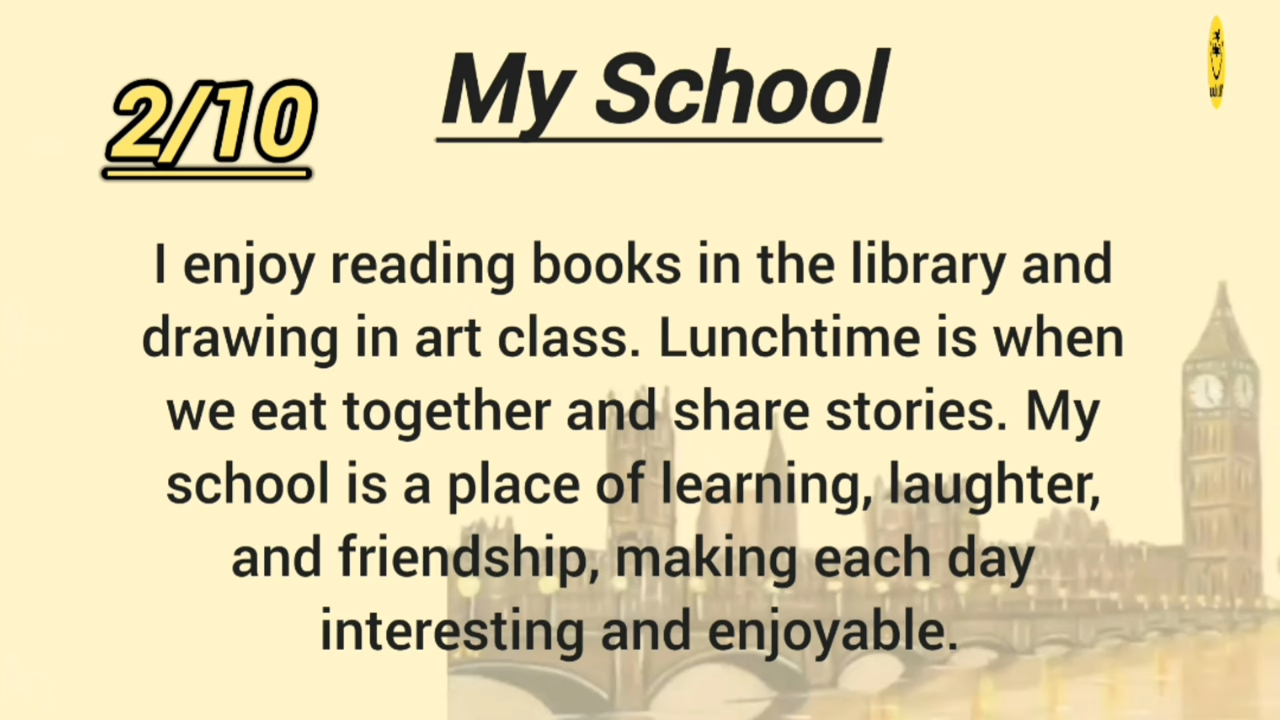 My School
2/10
I enjoy reading books in the library and
drawing in art class. Lunchtime is when
we eat together and share stories. My
school is a place of learning, laughter,
and friendship, making each day
interesting and enjoyable.